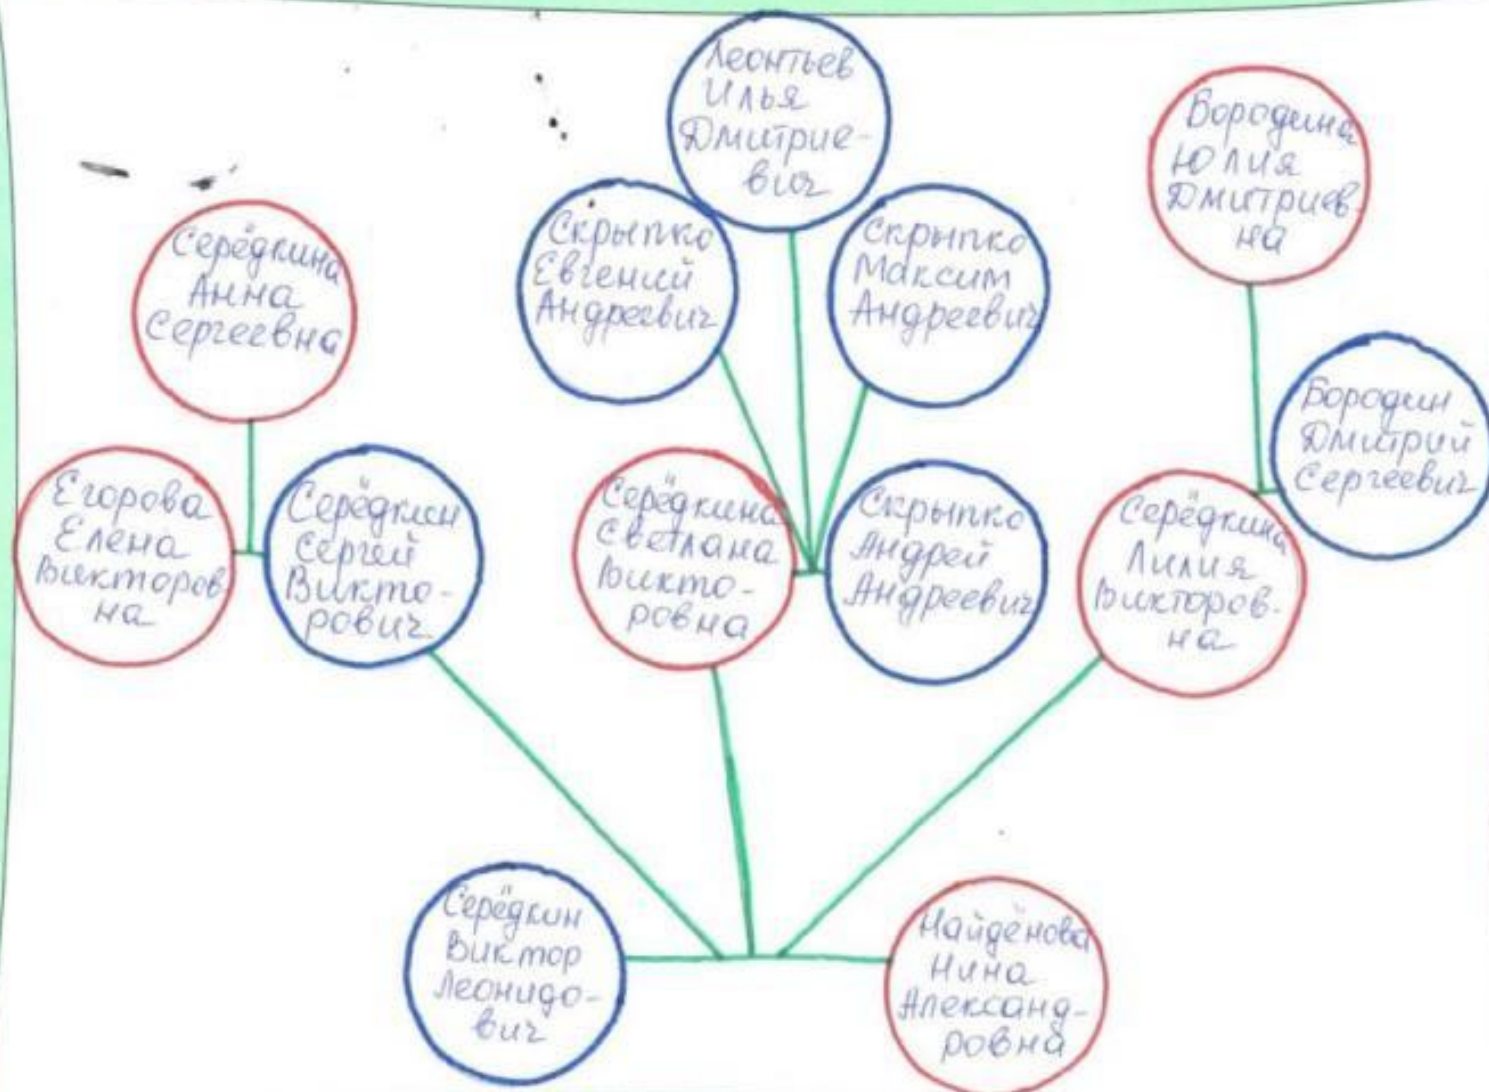 Леонтьев
Илья
Дмитрие-
вич
Бородина
Юлия
Дмитриев-
на
Серёдкина
Анна
Сергеевна
Скрыпко
Евгений
Андреевич
Скрыпко
Максим
Андреевич
Бородин
Дмитрий
Сергеевич
Егорова
Елена
Викторов-
на
Серёдкин
Сергей
Викто-
рович
Серёдкина
Светлана
Викто-
ровна
Скрыпко
Андрей
Андреевич
Серёдкина
Лилия
Викторов-
на
Серёдкин
Виктор
Леонидо-
вич
Найдёнова
Нина
Александ-
ровна